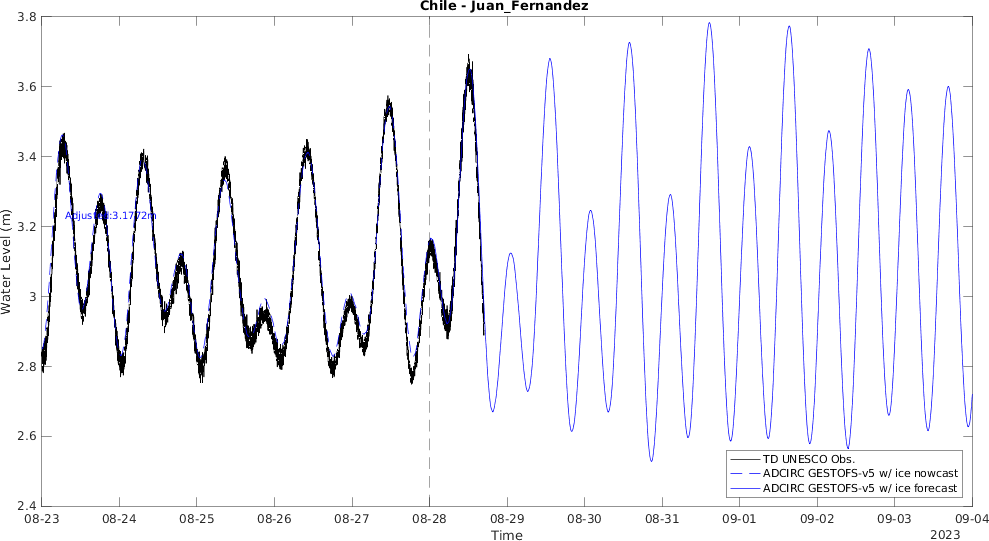 Chile - Juan_Fernandez
3.8
3.6
3.4
3.2
3
2.8
2.6
2.4
Water Level (m)
Adjusted:3.1772m
TD UNESCO Obs.
ADCIRC GESTOFS-v5 w/ ice nowcast
ADCIRC GESTOFS-v5 w/ ice forecast
08-23 08-24 08-25 08-26 08-27 08-28 08-29 08-30 08-31 09-01 09-02 09-03 09-04
Time
2023